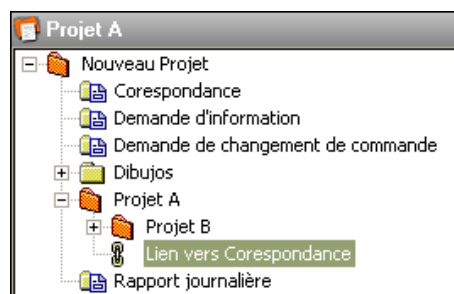 Projet A
Nouveau Projet
Corespondance
Demande d'information
Demande de changement de commande
Dibujos
Projet A
Projet B
Lien vers Corespondance
Rapport journalière